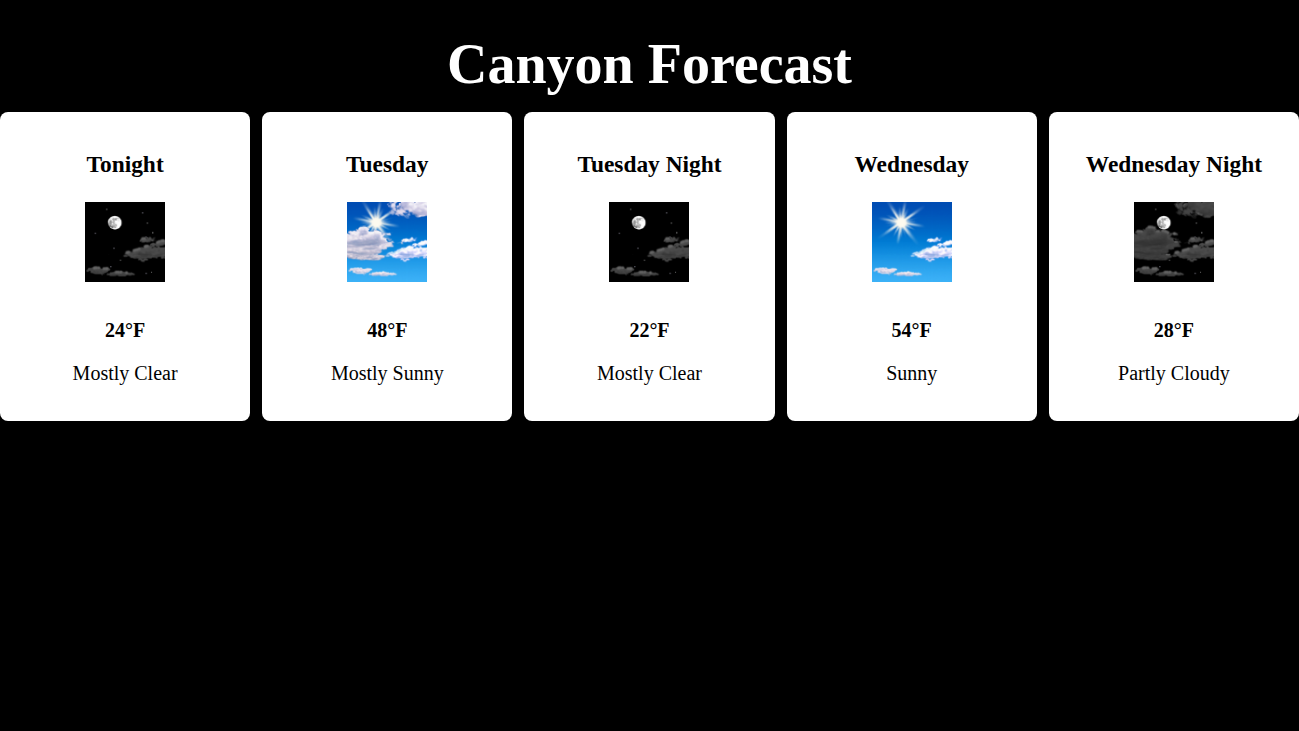 Canyon Forecast
Tonight
24°F
Mostly Clear
Tuesday
48°F
Mostly Sunny
Tuesday Night
22°F
Mostly Clear
Wednesday
54°F
Sunny
Wednesday Night
28°F
Partly Cloudy